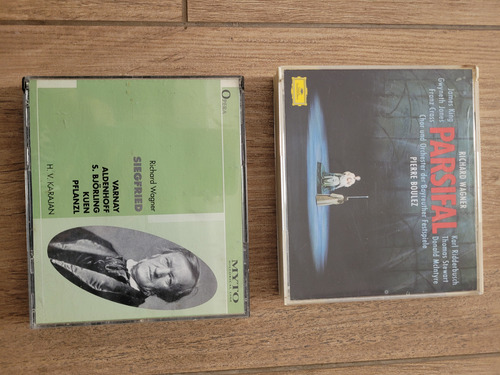 Opera
Richard Wagner
SIEGFRIED
VARNAY
ALDENHOFF
S. BJÖRLING
KUEN
PFLANZL
H. V. KARAJAN
MYTO
RICHARD WAGNER
PARSIFAL
James King
Gwyneth Jones
Franz Crass
Karl Ridderbusch
Thomas Stewart
Donald McIntyre
Chor und Orchester der Bayreuther Festspiele
PIERRE BOULEZ